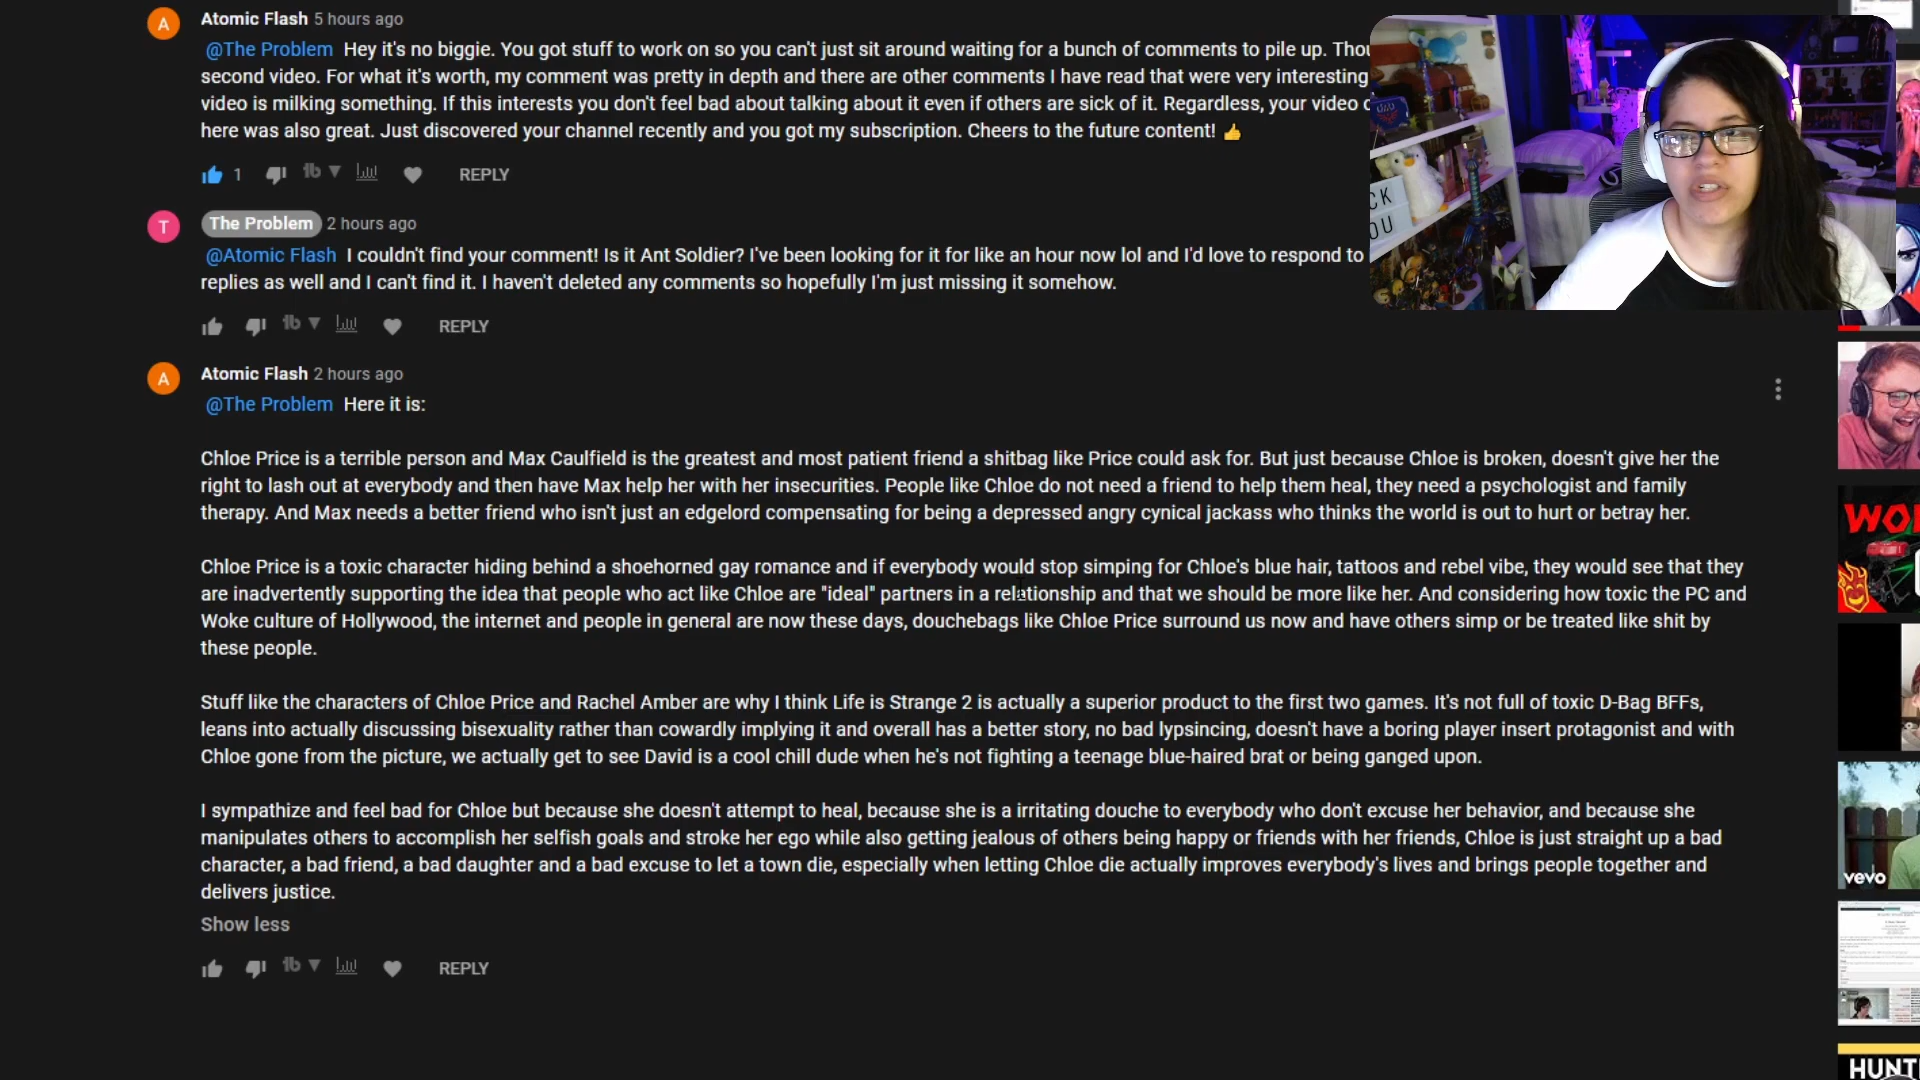 Atomic Flash 5 hours ago
@The Problem Hey it's no biggie. You got stuff to work on so you can't just sit around waiting for a bunch of comments to pile up.
second video. For what it's worth, my comment was pretty in depth and there are other comments I have read that were very interesting
video is milking something. If this interests you don't feel bad about talking about it even if others are sick of it. Regardless, your video
here was also great. Just discovered your channel recently and you got my subscription. Cheers to the future content! 👍
1 REPLY
The Problem 2 hours ago
@Atomic Flash I couldn't find your comment! Is it Ant Soldier? I've been looking for it for like an hour now lol and I'd love to respond to
replies as well and I can't find it. I haven't deleted any comments so hopefully I'm just missing it somehow.
REPLY
Atomic Flash 2 hours ago
@The Problem Here it is:
Chloe Price is a terrible person and Max Caulfield is the greatest and most patient friend a shitbag like Price could ask for. But just because Chloe is broken, doesn't give her the
right to lash out at everybody and then have Max help her with her insecurities. People like Chloe do not need a friend to help them heal, they need a psychologist and family
therapy. And Max needs a better friend who isn't just an edgelord compensating for being a depressed angry cynical jackass who thinks the world is out to hurt or betray her.
Chloe Price is a toxic character hiding behind a shoehorned gay romance and if everybody would stop simping for Chloe's blue hair, tattoos and rebel vibe, they would see that they
are inadvertently supporting the idea that people who act like Chloe are "ideal" partners in a relationship and that we should be more like her. And considering how toxic the PC and
Woke culture of Hollywood, the internet and people in general are now these days, douchebags like Chloe Price surround us now and have others simp or be treated like shit by
these people.
Stuff like the characters of Chloe Price and Rachel Amber are why I think Life is Strange 2 is actually a superior product to the first two games. It's not full of toxic D-Bag BFFs,
leans into actually discussing bisexuality rather than cowardly implying it and overall has a better story, no bad lypsincing, doesn't have a boring player insert protagonist and with
Chloe gone from the picture, we actually get to see David is a cool chill dude when he's not fighting a teenage blue-haired brat or being ganged upon.
I sympathize and feel bad for Chloe but because she doesn't attempt to heal, because she is a irritating douche to everybody who don't excuse her behavior, and because she
manipulates others to accomplish her selfish goals and stroke her ego while also getting jealous of others being happy or friends with her friends, Chloe is just straight up a bad
character, a bad friend, a bad daughter and a bad excuse to let a town die, especially when letting Chloe die actually improves everybody's lives and brings people together and
delivers justice.
Show less
REPLY
A
T
A
CK
OU
WO
vevo
HUNT